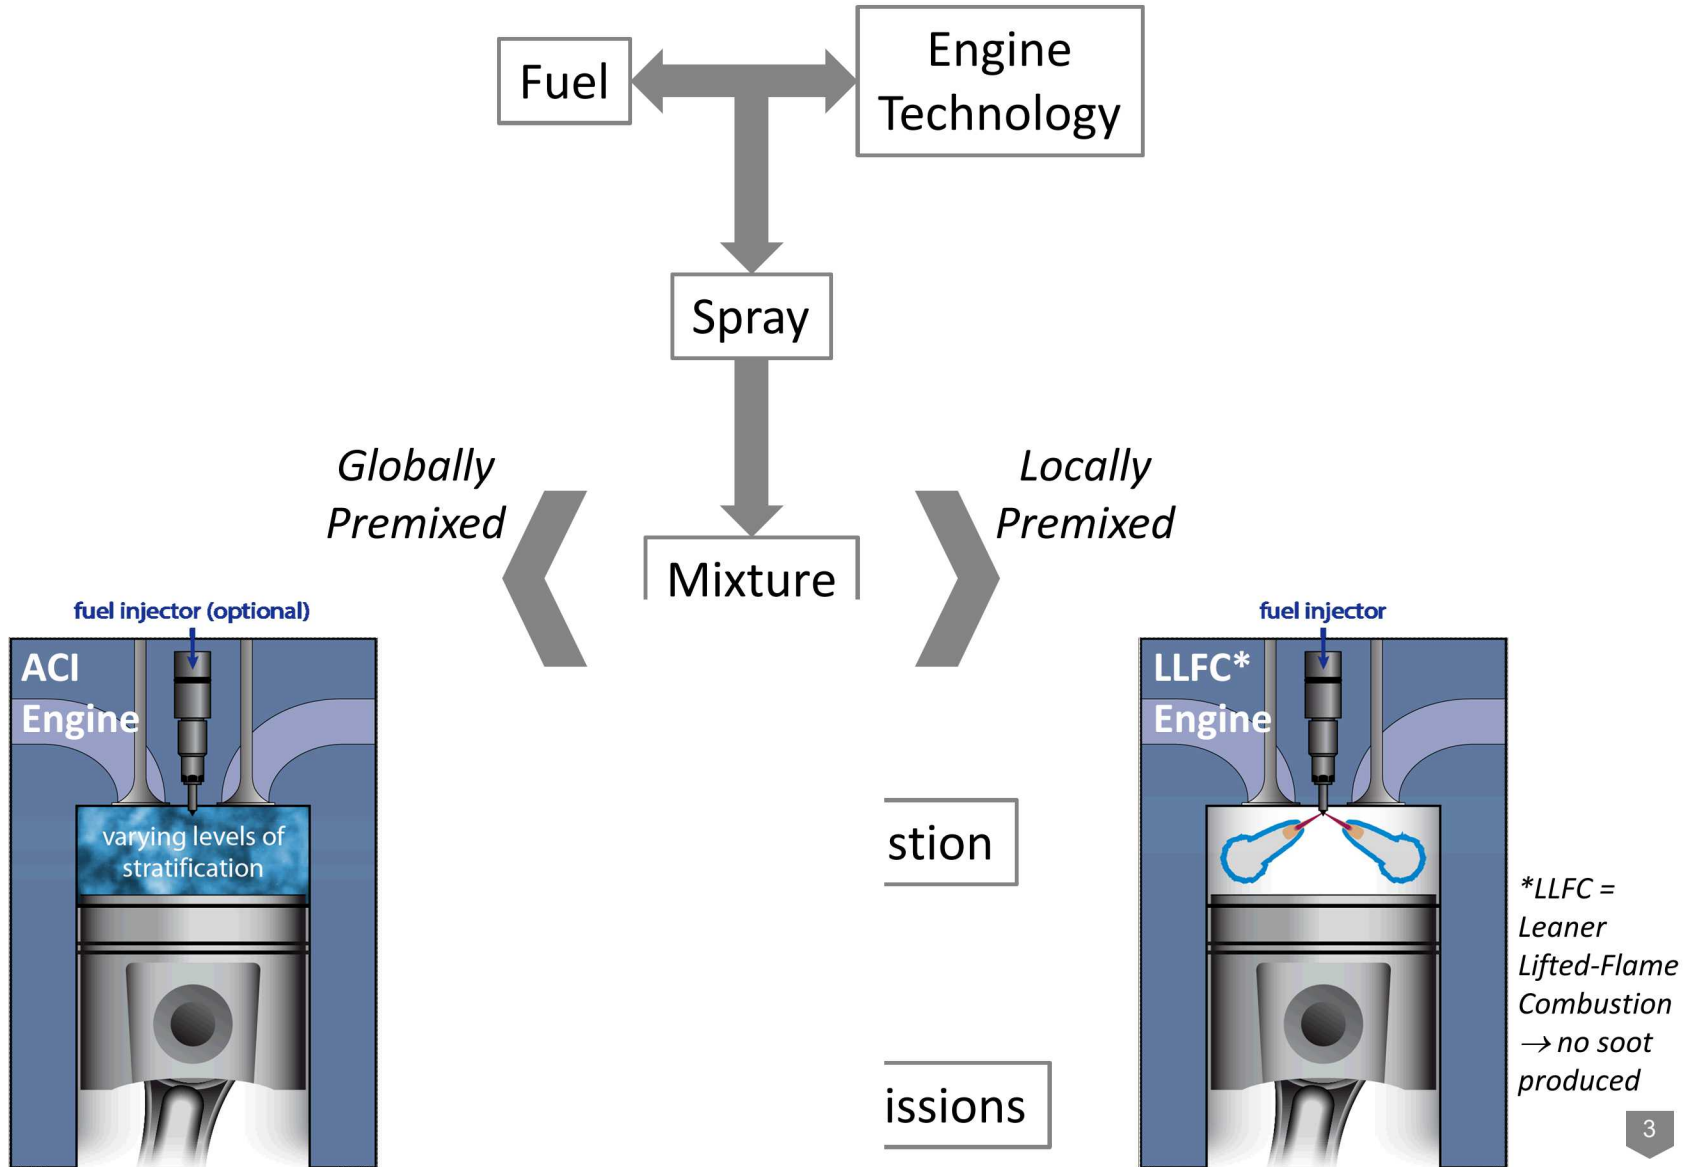 Fuel
Engine
Technology
Spray
Globally
Premixed
Locally
Premixed
Mixture
fuel injector (optional)
ACI
Engine
varying levels of
stratification
fuel injector
LLFC*
Engine
stion
issions
*LLFC =
Leaner
Lifted-Flame
Combustion
→ no soot
produced
3